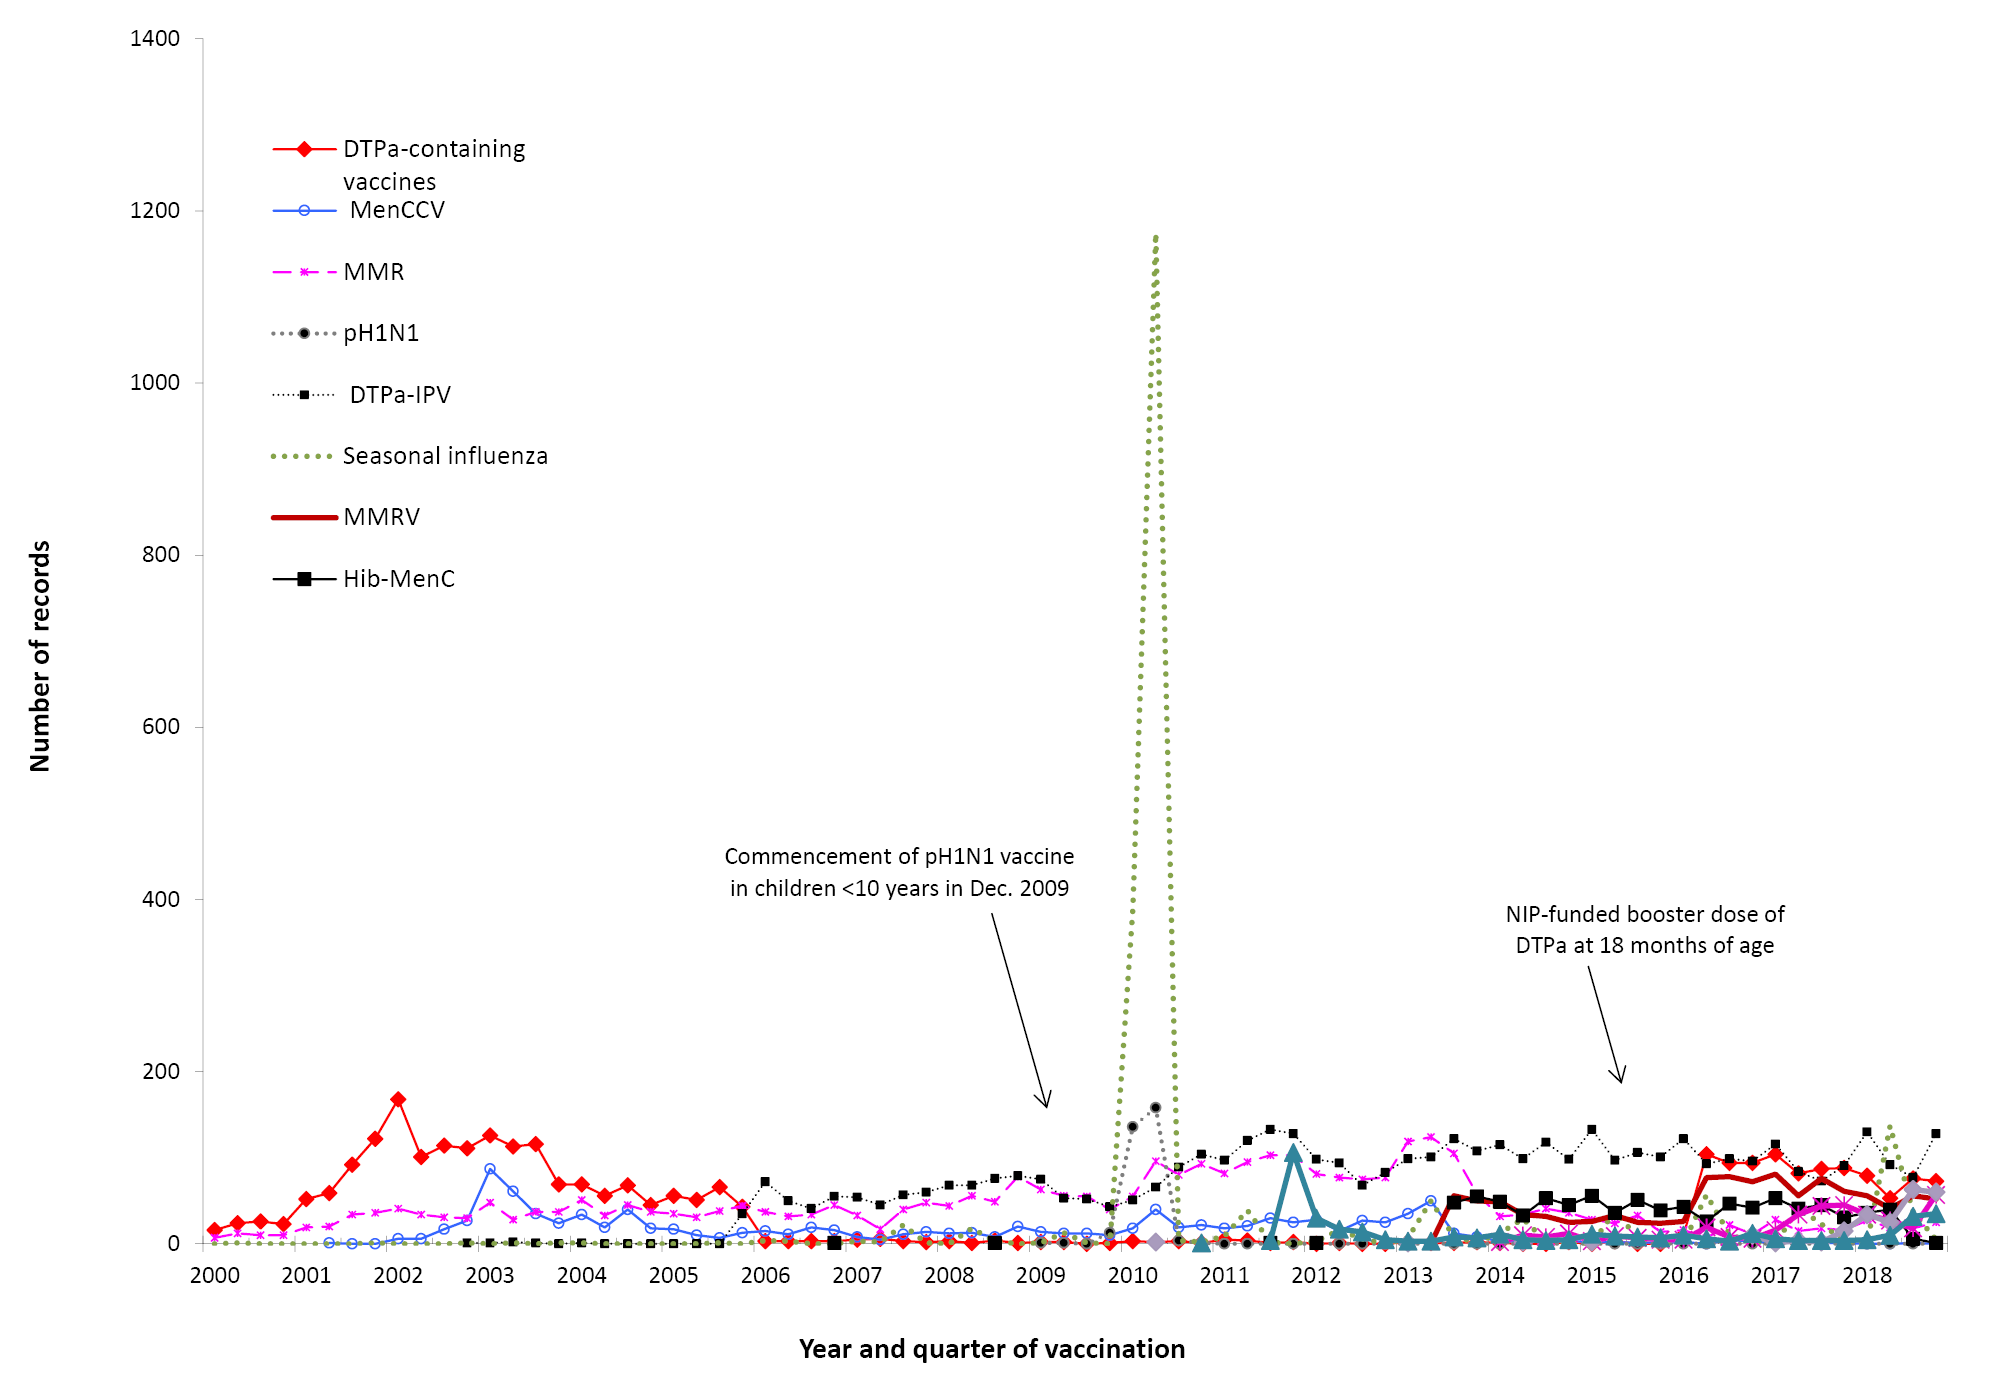 1400
1200
1000
800
600
400
200
0
Number of records
DTPa-containing
vaccines
MenCCV
MMR
pH1N1
DTPa-IPV
Seasonal influenza
MMRV
Hib-MenC
Commencement of pH1N1 vaccine
in children <10 years in Dec. 2009
NIP-funded booster dose of
DTPa at 18 months of age
2000 2001 2002 2003 2004 2005 2006 2007 2008 2009 2010 2011 2012 2013 2014 2015 2016 2017 2018
Year and quarter of vaccination